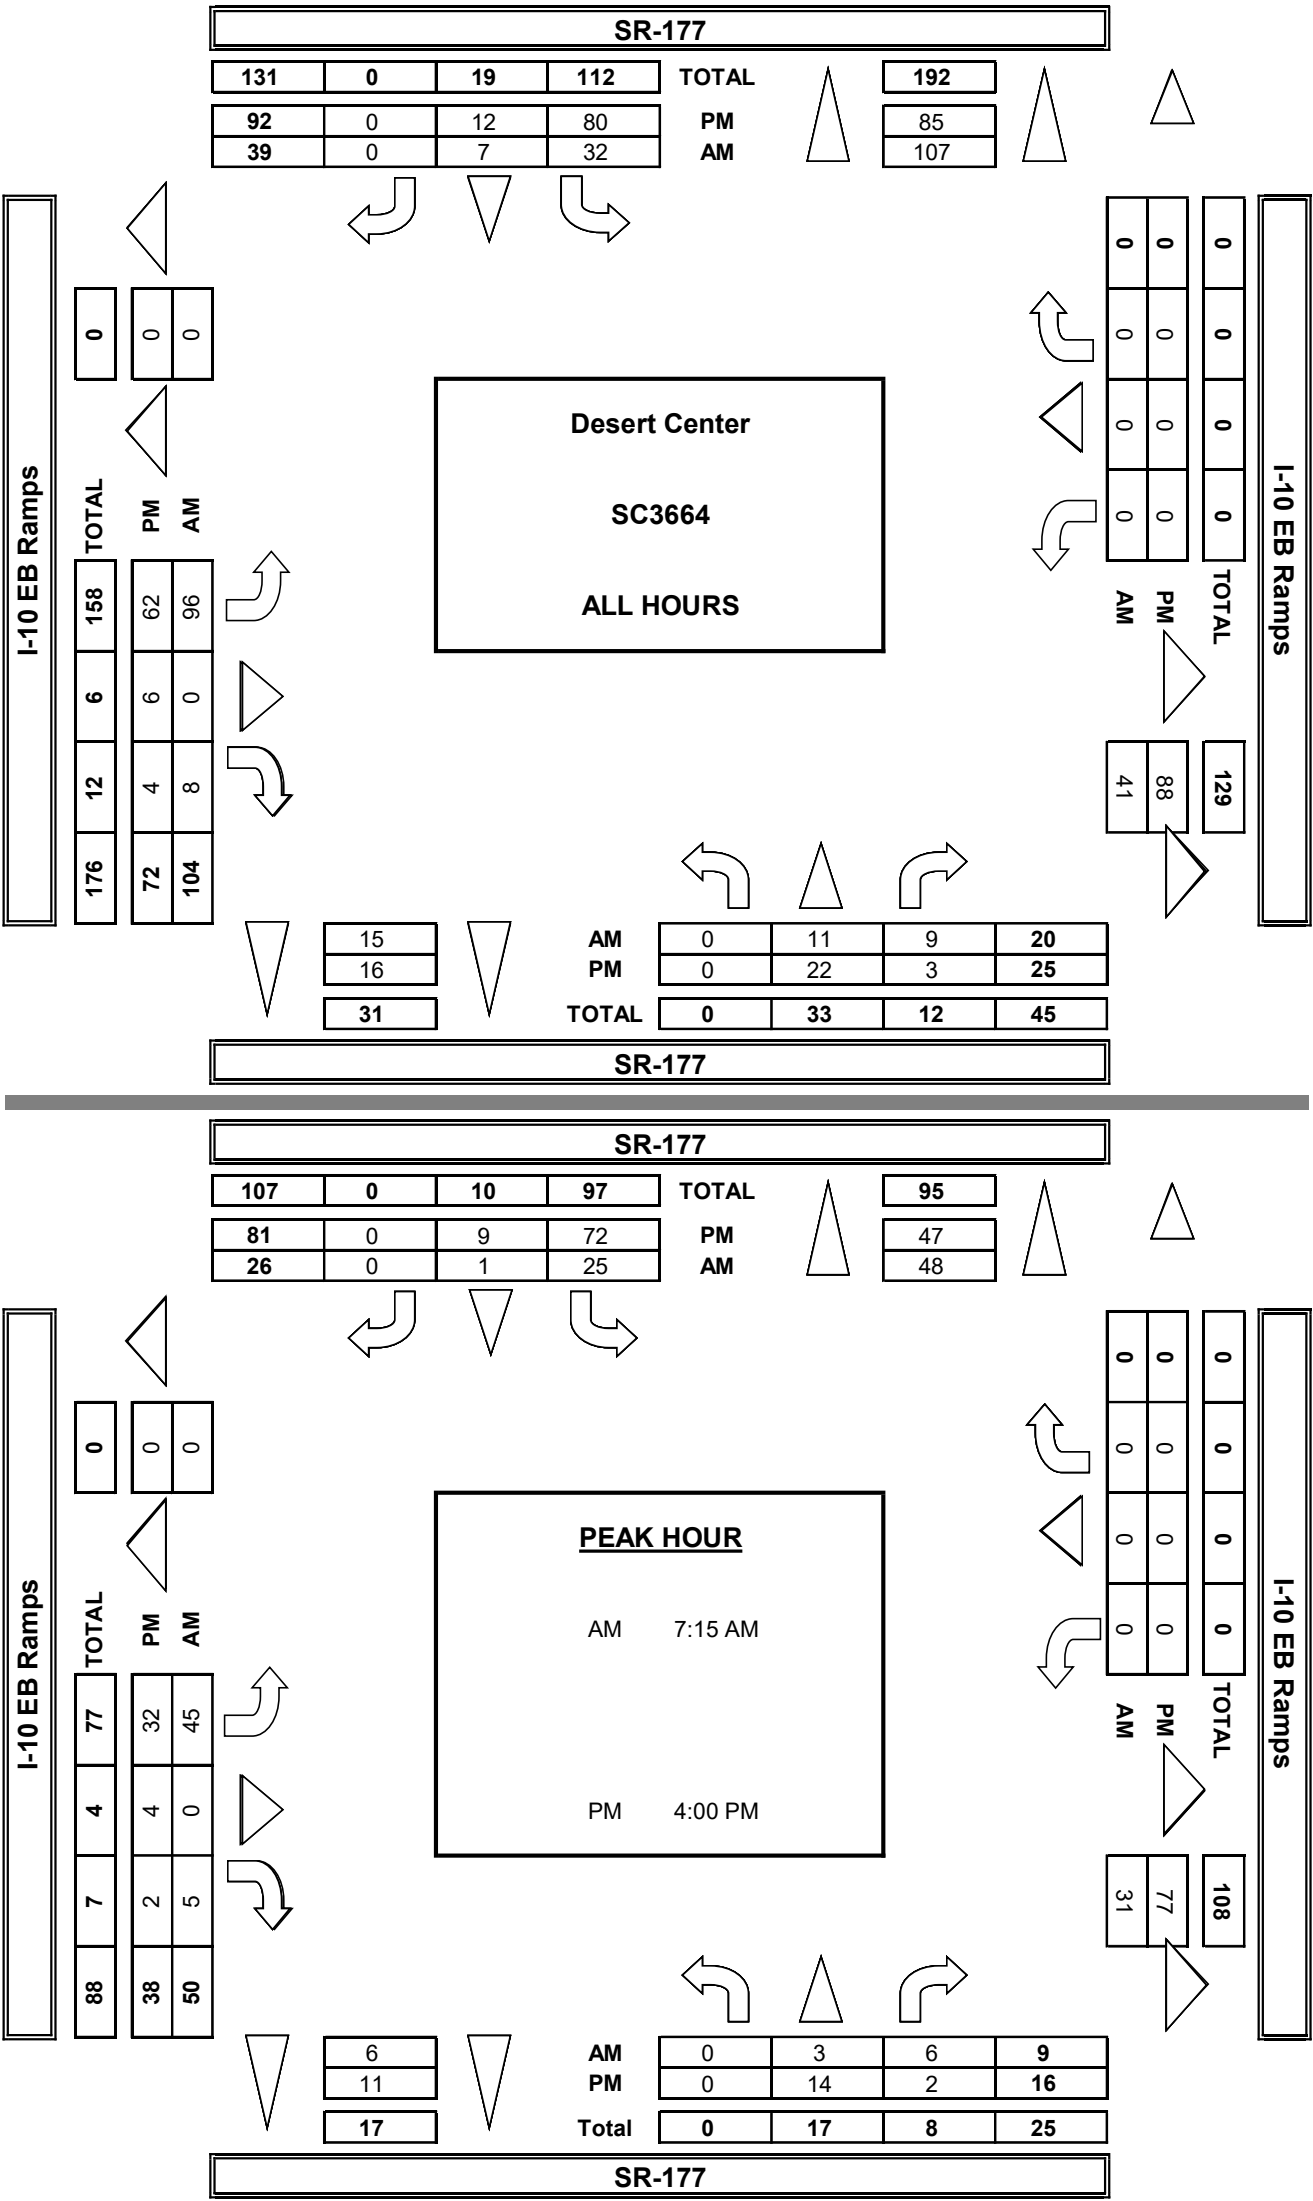 SR-177
131 0 19 112 TOTAL 192
92 0 12 80 PM 85
39 0 7 32 AM 107
I-10 EB Ramps
0 0 0
TOTAL PM AM
158 62 96
6 6 0
12 4 8
176 72 104
Desert Center
SC3664
ALL HOURS
0 0 0
0 0 0
0 0 0
0 0 0
AM PM TOTAL
41 88 129
I-10 EB Ramps
15 AM 0 11 9 20
16 PM 0 22 3 25
31 TOTAL 0 33 12 45
SR-177
SR-177
107 0 10 97 TOTAL 95
81 0 9 72 PM 47
26 0 1 25 AM 48
I-10 EB Ramps
0 0 0
TOTAL PM AM
77 32 45
4 4 0
7 2 5
88 38 50
PEAK HOUR
AM 7:15 AM
PM 4:00 PM
0 0 0
0 0 0
0 0 0
0 0 0
AM PM TOTAL
31 77 108
I-10 EB Ramps
6 AM 0 3 6 9
11 PM 0 14 2 16
17 Total 0 17 8 25
SR-177